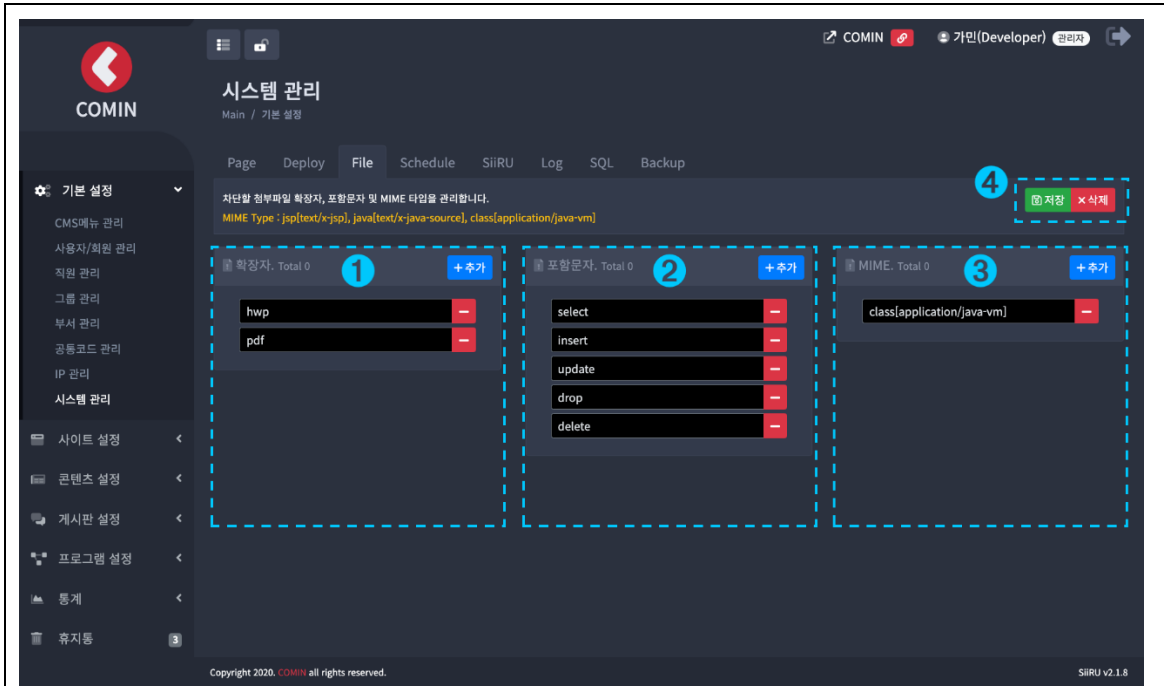 COMIN
COMIN 가민(Developer) 관리자
시스템 관리
Main / 기본 설정
Page Deploy File Schedule SiiRU Log SQL Backup
기본 설정
CMS메뉴 관리
사용자/회원 관리
직원 관리
그룹 관리
부서 관리
공통코드 관리
IP 관리
시스템 관리
사이트 설정
콘텐츠 설정
게시판 설정
프로그램 설정
통계
휴지통 3
차단할 첨부파일 확장자, 포함문자 및 MIME 타입을 관리합니다.
MIME Type : jsp[text/x-jsp], java[text/x-java-source], class[application/java-vm]
4
저장 ×삭제
확장자. Total 0 1 +추가
hwp
pdf
포함문자. Total 0 2 +추가
select
insert
update
drop
delete
MIME. Total 0 3 +추가
class[application/java-vm]
Copyright 2020. COMIN all rights reserved. SiiRU v2.1.8